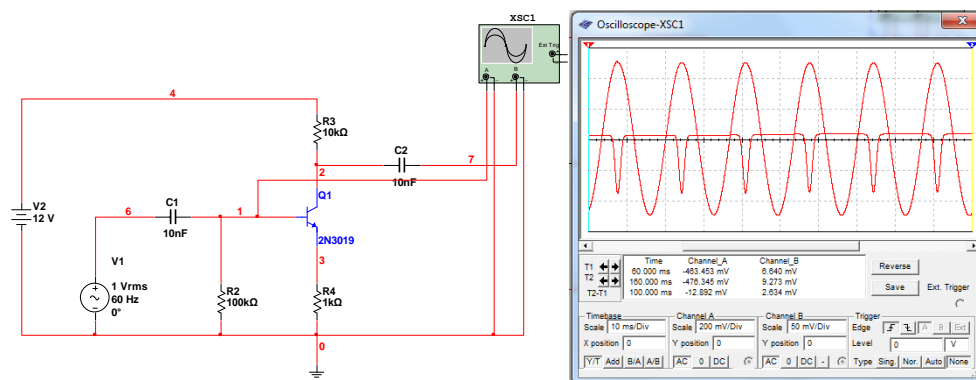 XSC1
Ext Trig
+
-
A
B
+ - + -
4
R3
10kΩ
C2
7
10nF
2
Q1
V2
12 V
6
C1
10nF
1
2N3019
V1
1 Vrms
60 Hz
0°
R2
100kΩ
3
R4
1kΩ
0
Oscilloscope-XSC1
X
1
T1
T2
T2-T1
Time Channel_A Channel_B
60.000 ms -463.453 mV 6.640 mV
160.000 ms -476.345 mV 9.273 mV
100.000 ms -12.892 mV 2.634 mV
Reverse
Save
Ext. Trigger
Timebase
Scale 10 ms/Div
X position 0
Y/T Add B/A A/B
Channel A
Scale 200 mV/Div
Y position 0
AC 0 DC
Channel B
Scale 50 mV/Div
Y position 0
AC 0 DC -
Trigger
Edge A B Ext
Level 0 V
Type Sing. Nor. Auto None